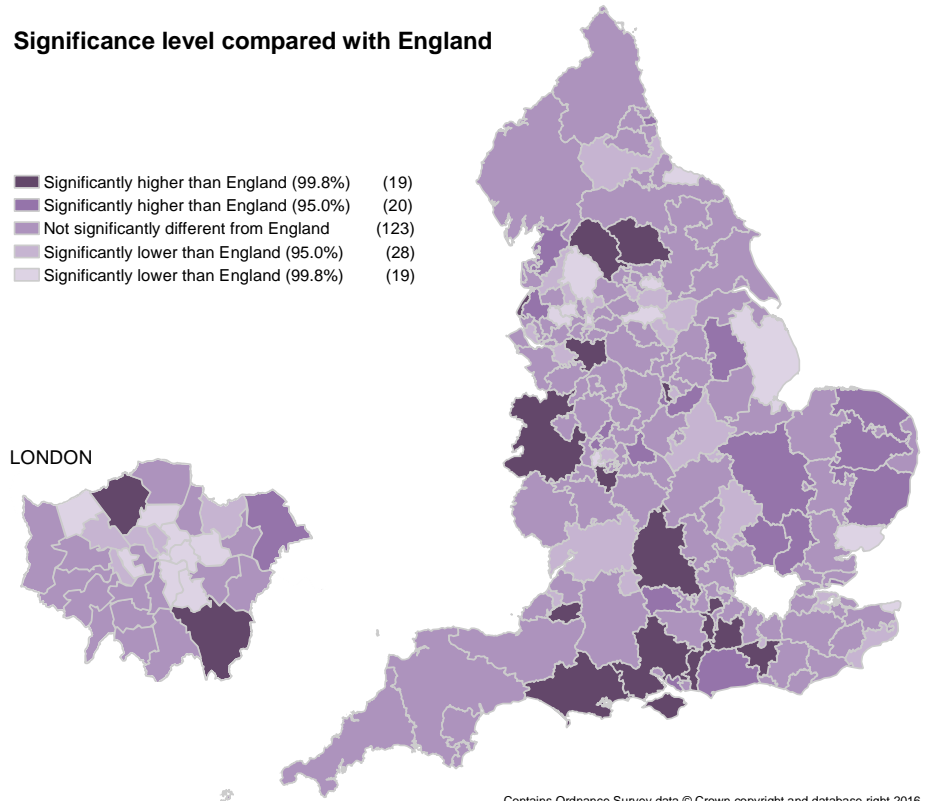 Significance level compared with England
Significantly higher than England (99.8%) (19)
Significantly higher than England (95.0%) (20)
Not significantly different from England (123)
Significantly lower than England (95.0%) (28)
Significantly lower than England (99.8%) (19)
LONDON
Contains Ordnance Survey data © Crown copyright and database right 2016